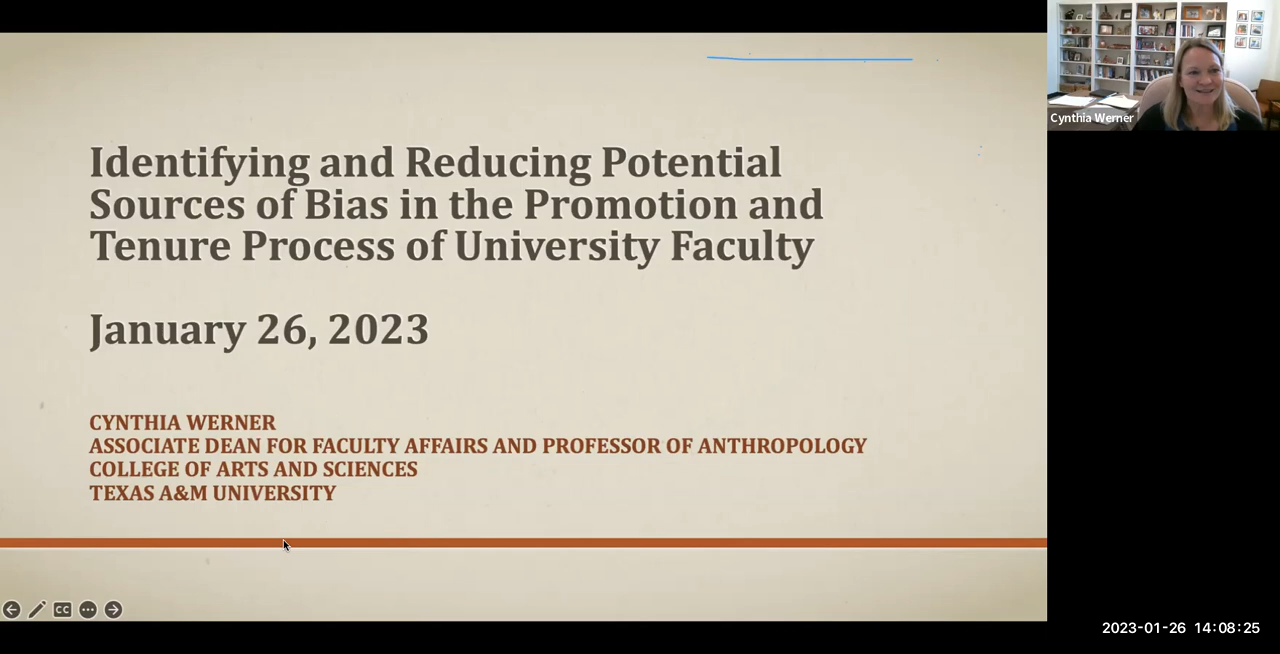 Identifying and Reducing Potential
Sources of Bias in the Promotion and
Tenure Process of University Faculty
January 26, 2023
CYNTHIA WERNER
ASSOCIATE DEAN FOR FACULTY AFFAIRS AND PROFESSOR OF ANTHROPOLOGY
COLLEGE OF ARTS AND SCIENCES
TEXAS A&M UNIVERSITY
Cynthia Werner
CC
2023-01-26 14:08:25